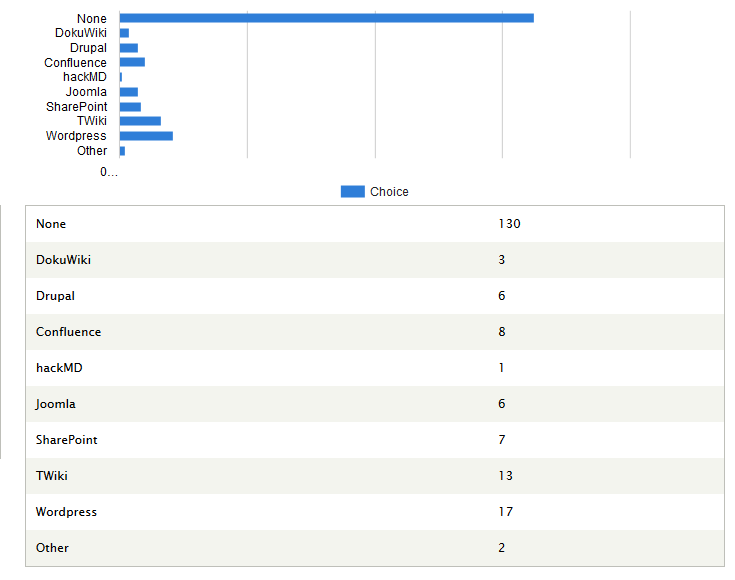 None
DokuWiki
Drupal
Confluence
hackMD
Joomla
SharePoint
TWiki
Wordpress
Other
0...
Choice
None 130
DokuWiki 3
Drupal 6
Confluence 8
hackMD 1
Joomla 6
SharePoint 7
TWiki 13
Wordpress 17
Other 2